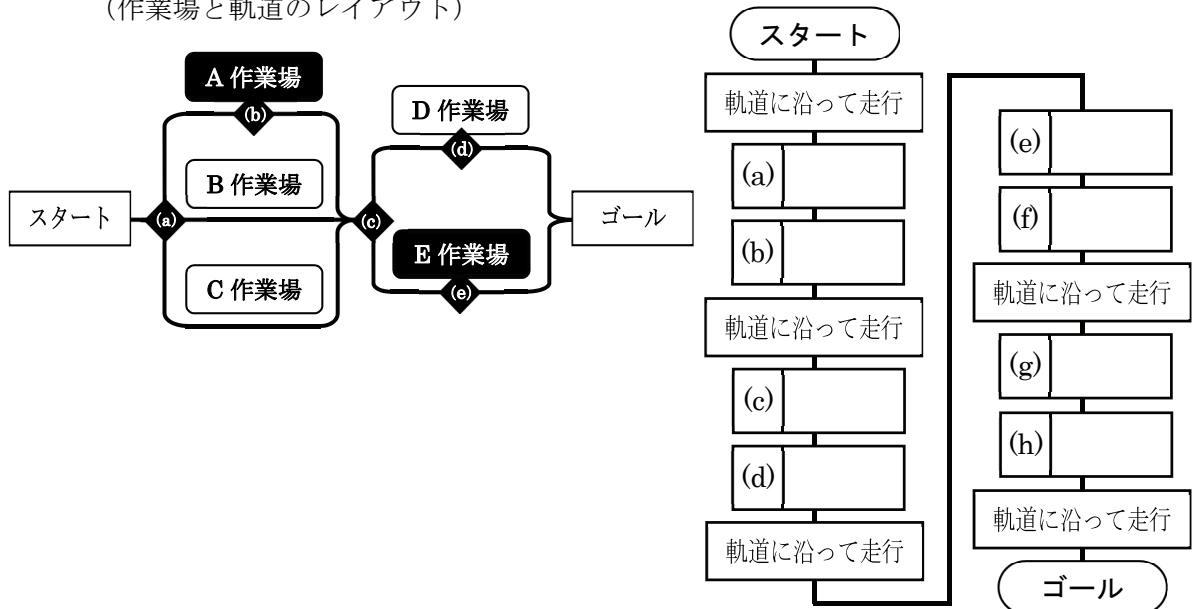 （作業場と軌道のレイアウト）
スタート
A 作業場
(b)
B 作業場
(a)
C 作業場
D 作業場
(d)
(c)
E 作業場
(e)
ゴール
スタート
軌道に沿って走行
(a)
(b)
軌道に沿って走行
(c)
(d)
軌道に沿って走行
(e)
(f)
軌道に沿って走行
(g)
(h)
軌道に沿って走行
ゴール